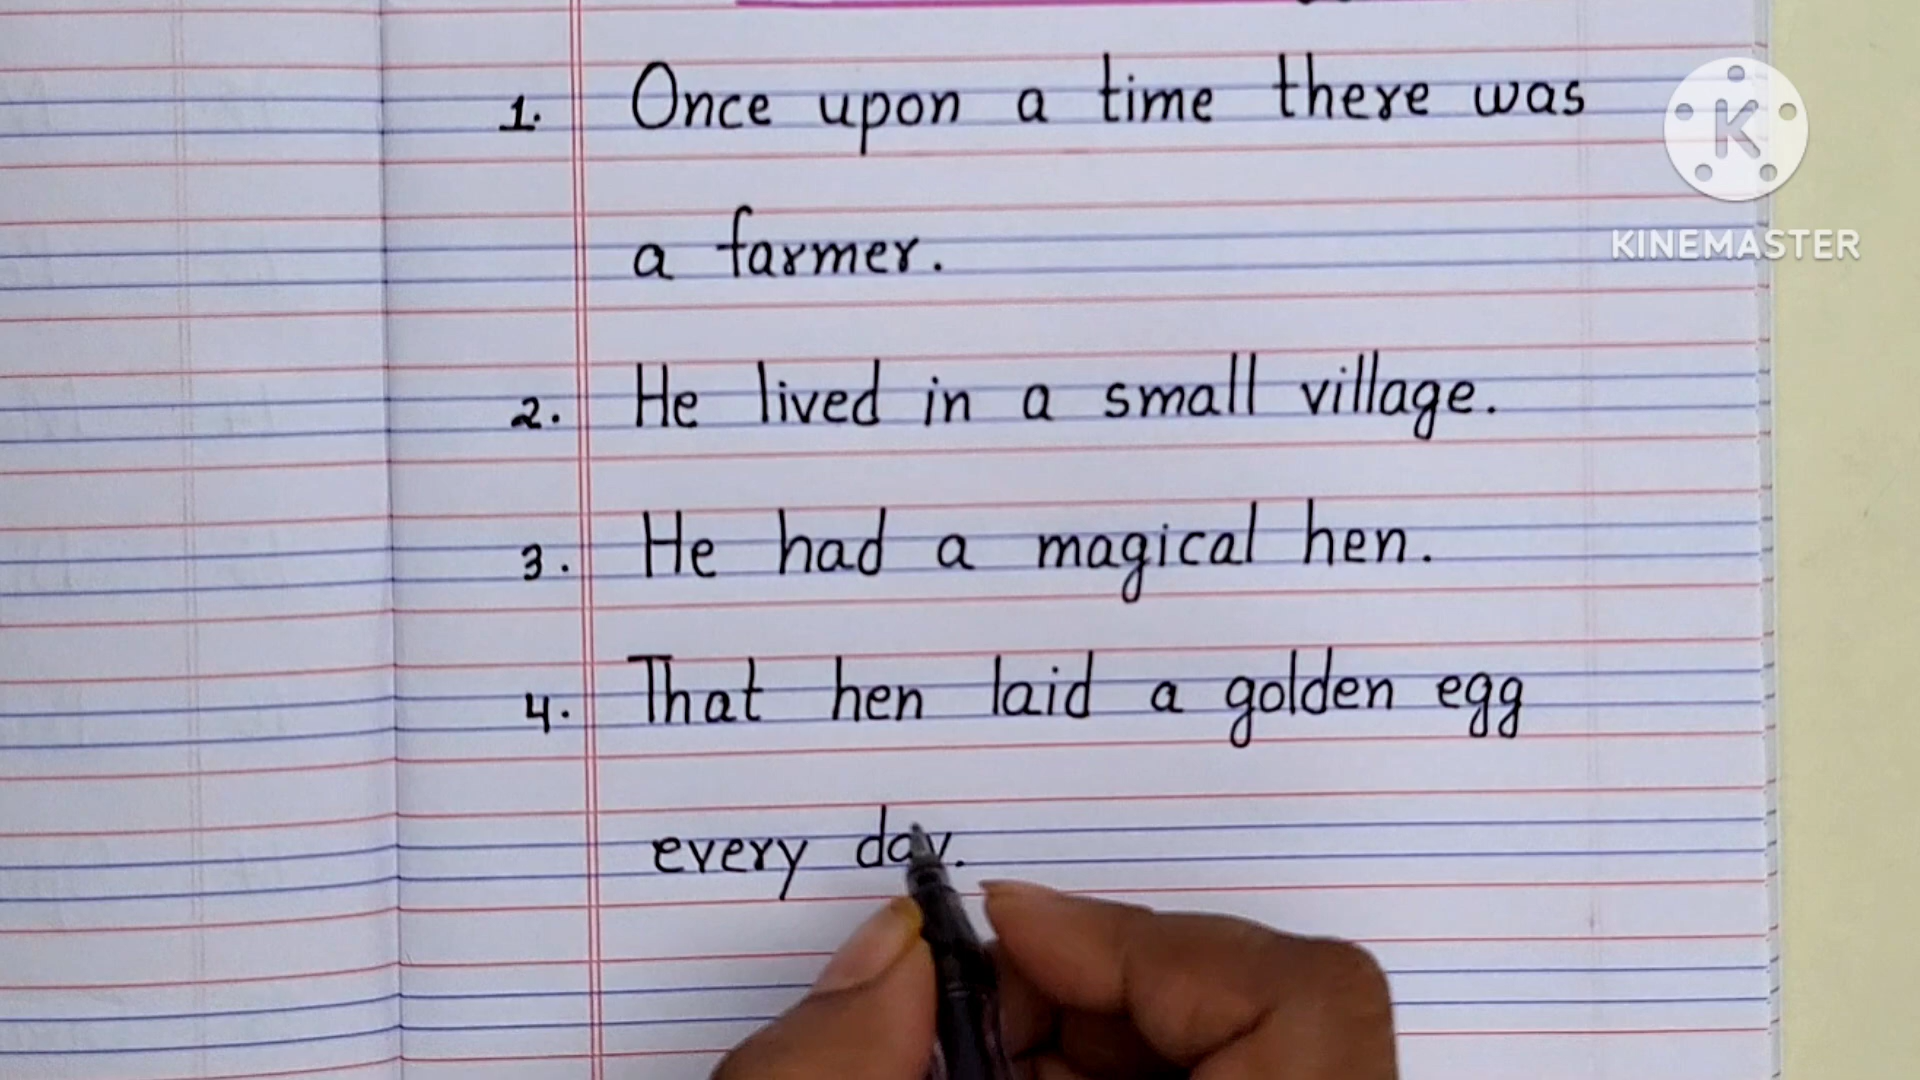 1. Once upon a time there was
a farmer.
2. He lived in a small village.
3. He had a magical hen.
4. That hen laid a golden egg
every day.
K
KINEMASTER